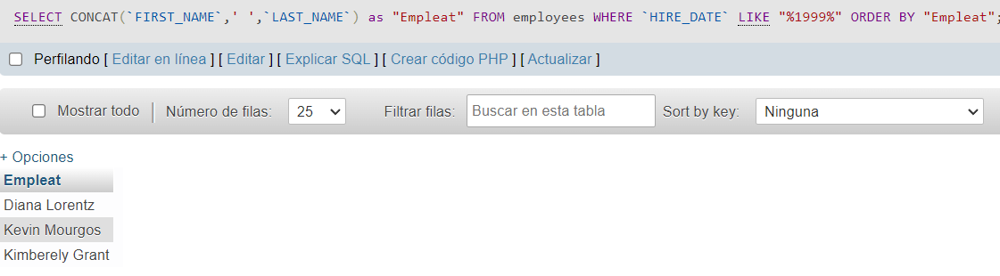 SELECT CONCAT(`FIRST_NAME`,' ',`LAST_NAME`) as "Empleat" FROM employees WHERE `HIRE_DATE` LIKE "%1999%" ORDER BY "Empleat";
Perfilando [ Editar en línea ] [ Editar ] [ Explicar SQL ] [ Crear código PHP ] [ Actualizar ]
Mostrar todo | Número de filas: 25 Filtrar filas: Buscar en esta tabla Sort by key: Ninguna
+ Opciones
Empleat
Diana Lorentz
Kevin Mourgos
Kimberely Grant